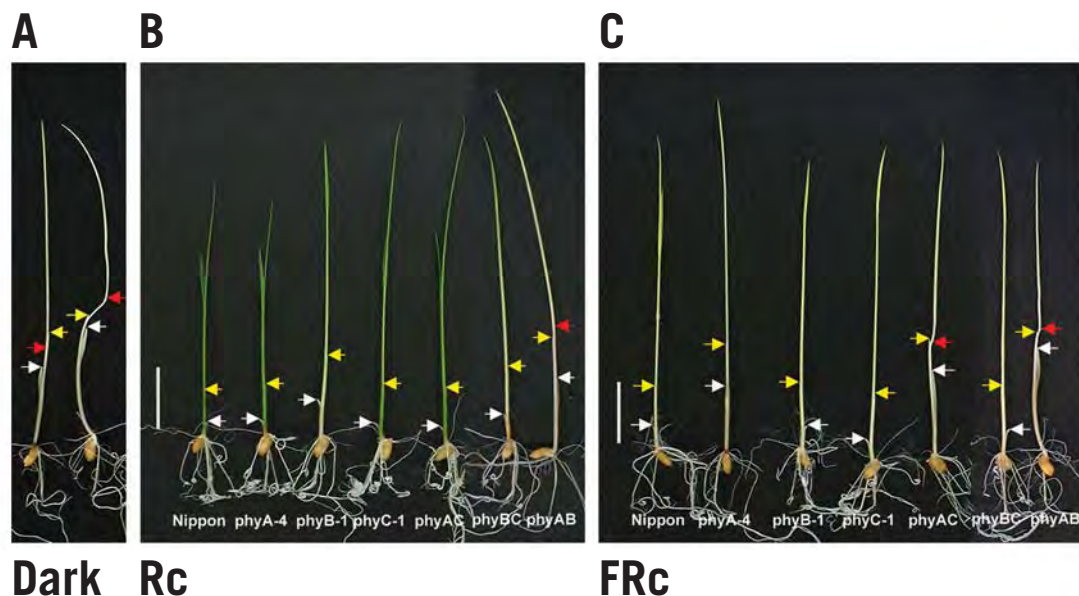 A B C
Nippon phyA-4 phyB-1 phyC-1 phyAC phyBC phyAB
Nippon phyA-4 phyB-1 phyC-1 phyAC phyBC phyAB
Dark Rc FRc